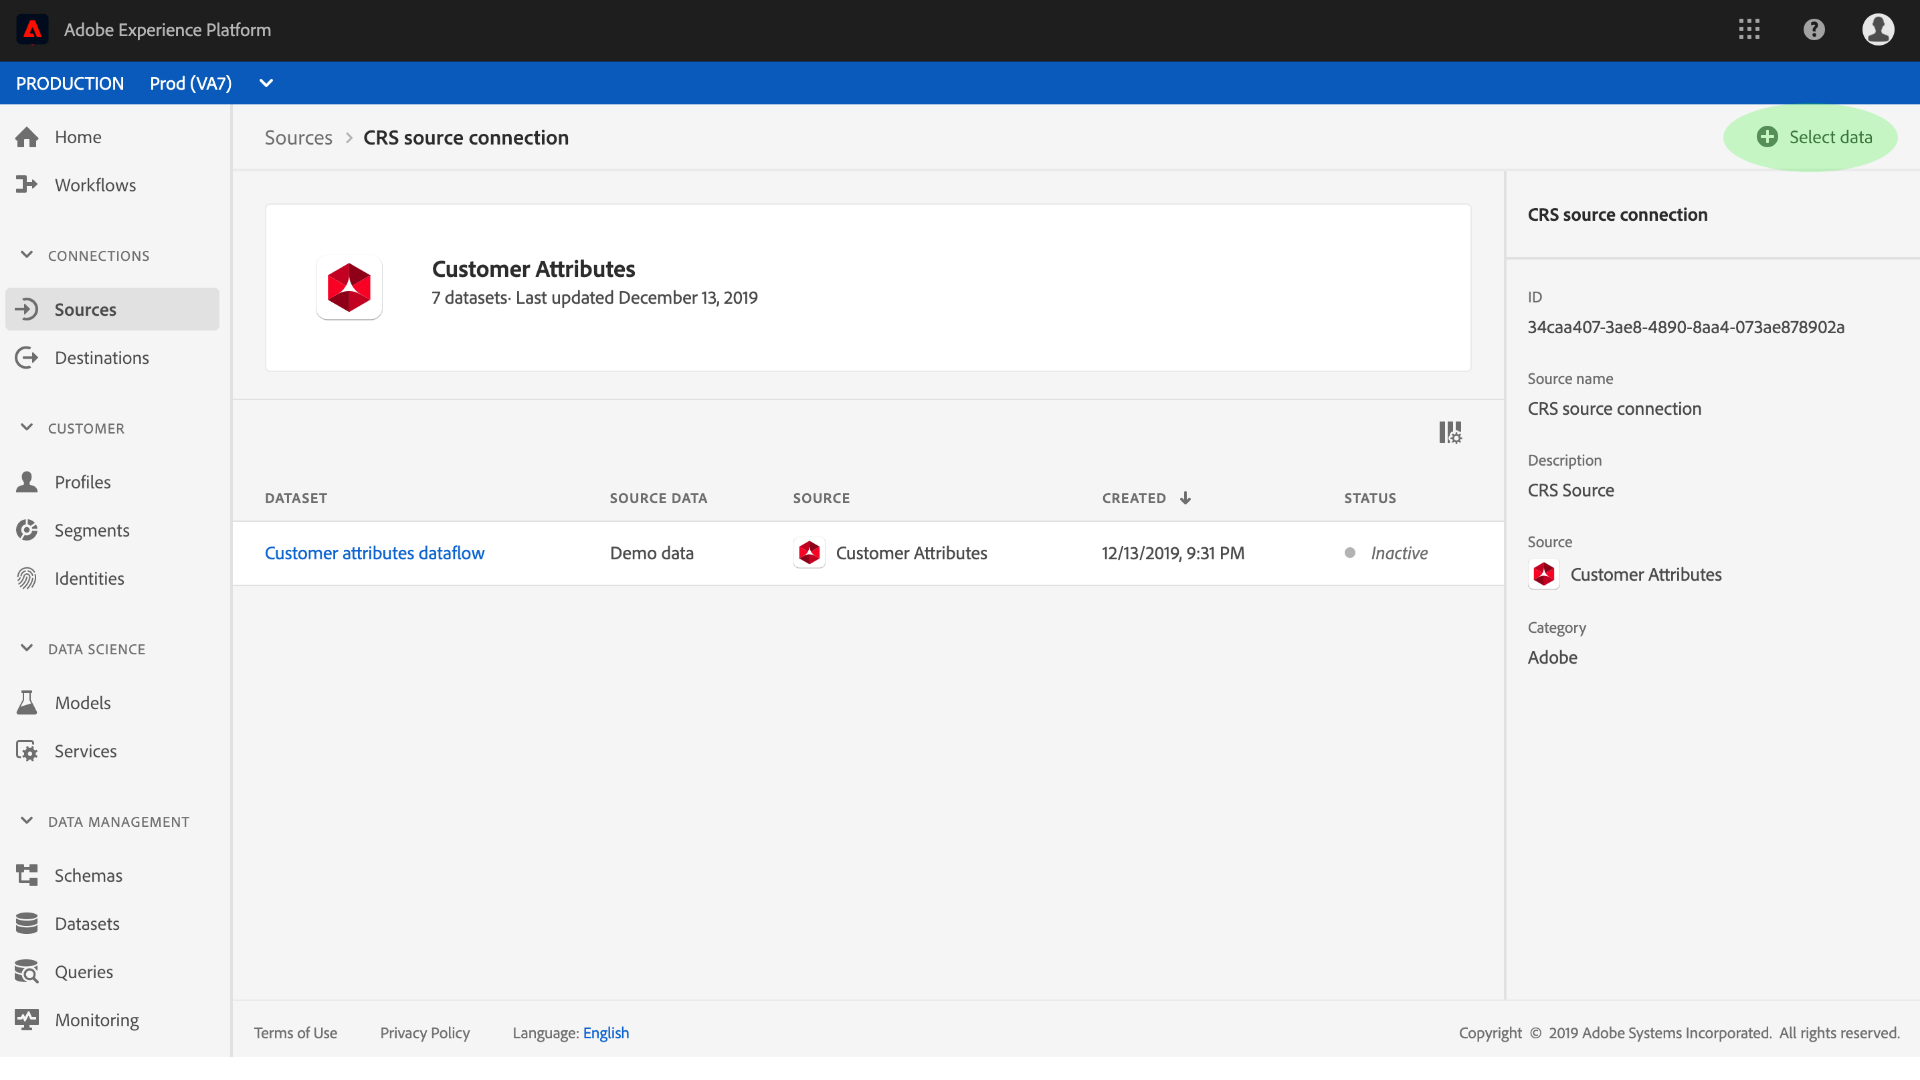 Adobe Experience Platform
PRODUCTION Prod (VA7)
Home
Workflows
CONNECTIONS
Sources
Destinations
CUSTOMER
Profiles
Segments
Identities
DATA SCIENCE
Models
Services
DATA MANAGEMENT
Schemas
Datasets
Queries
Monitoring
Sources > CRS source connection
Select data
Customer Attributes
7 datasets· Last updated December 13, 2019
DATASET SOURCE DATA SOURCE CREATED STATUS
Customer attributes dataflow Demo data Customer Attributes 12/13/2019, 9:31 PM Inactive
CRS source connection
ID
34caa407-3ae8-4890-8aa4-073ae878902a
Source name
CRS source connection
Description
CRS Source
Source
Customer Attributes
Category
Adobe
Terms of Use Privacy Policy Language: English
Copyright © 2019 Adobe Systems Incorporated. All rights reserved.